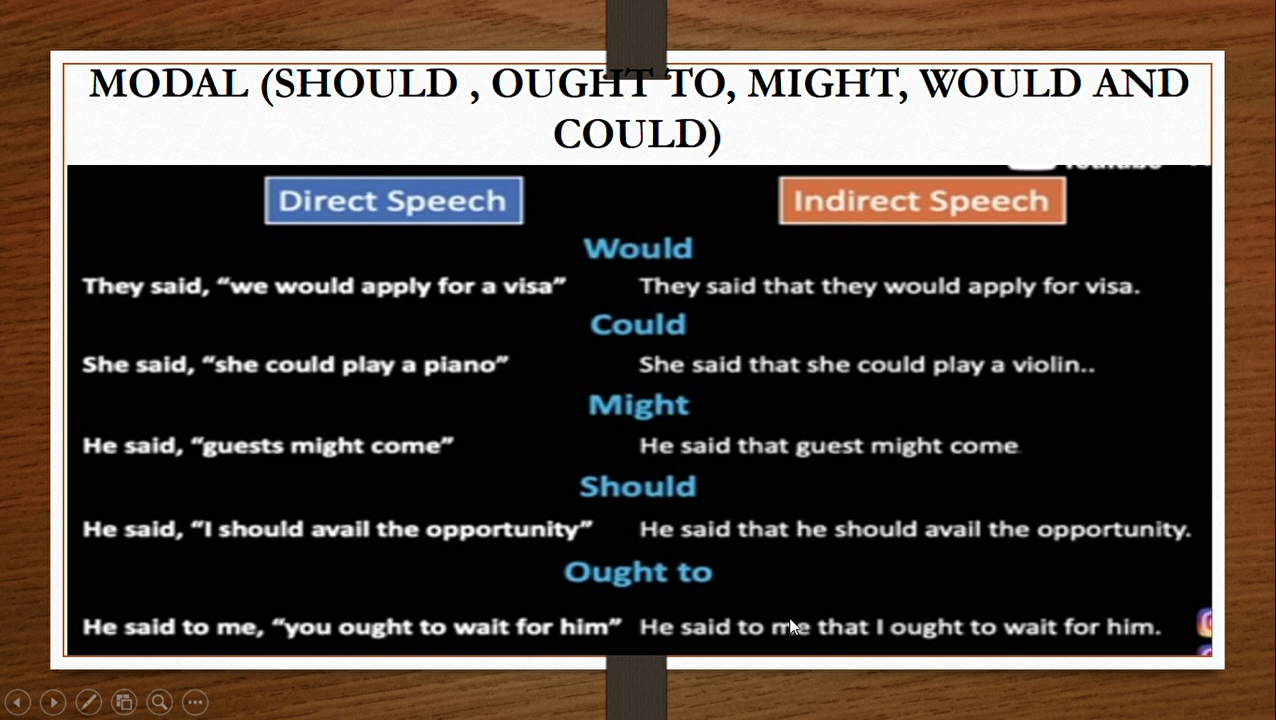 MODAL (SHOULD , OUGHT TO, MIGHT, WOULD AND
COULD)
Direct Speech
Indirect Speech
Would
They said, “we would apply for a visa”
They said that they would apply for visa.
Could
She said, “she could play a piano”
She said that she could play a violin..
Might
He said, “guests might come”
He said that guest might come
Should
He said, “I should avail the opportunity”
He said that he should avail the opportunity.
Ought to
He said to me, “you ought to wait for him”
He said to me that I ought to wait for him.